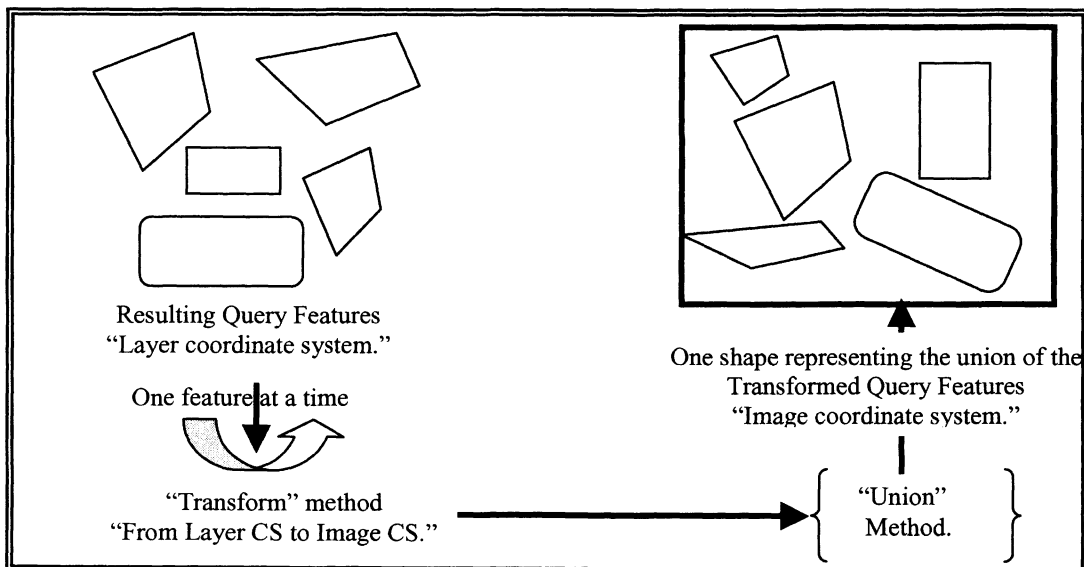 Resulting Query Features
“Layer coordinate system.”
One feature at a time
“Transform” method
“From Layer CS to Image CS.”
“Union”
Method.
One shape representing the union of the
Transformed Query Features
“Image coordinate system.”